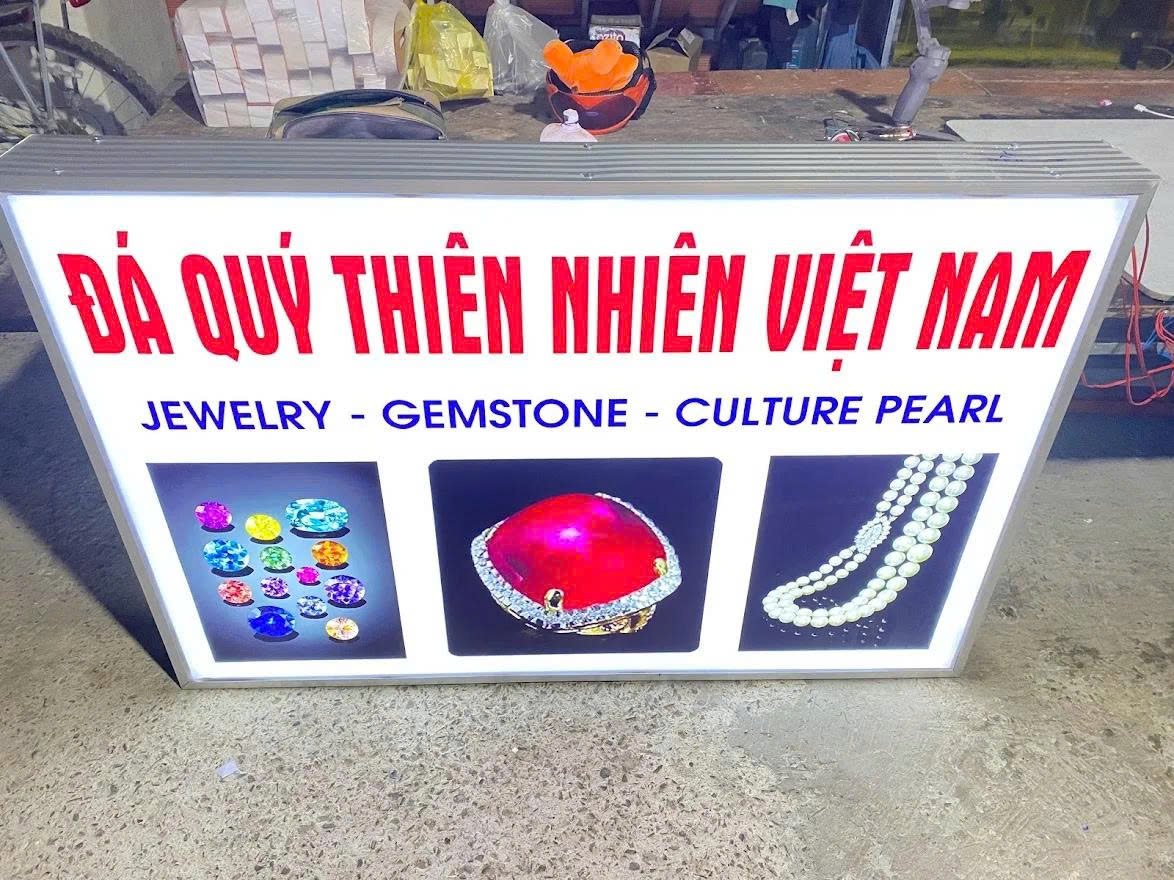 ĐÁ QUÝ THIÊN NHIÊN VIỆT NAM
JEWELRY - GEMSTONE - CULTURE PEARL